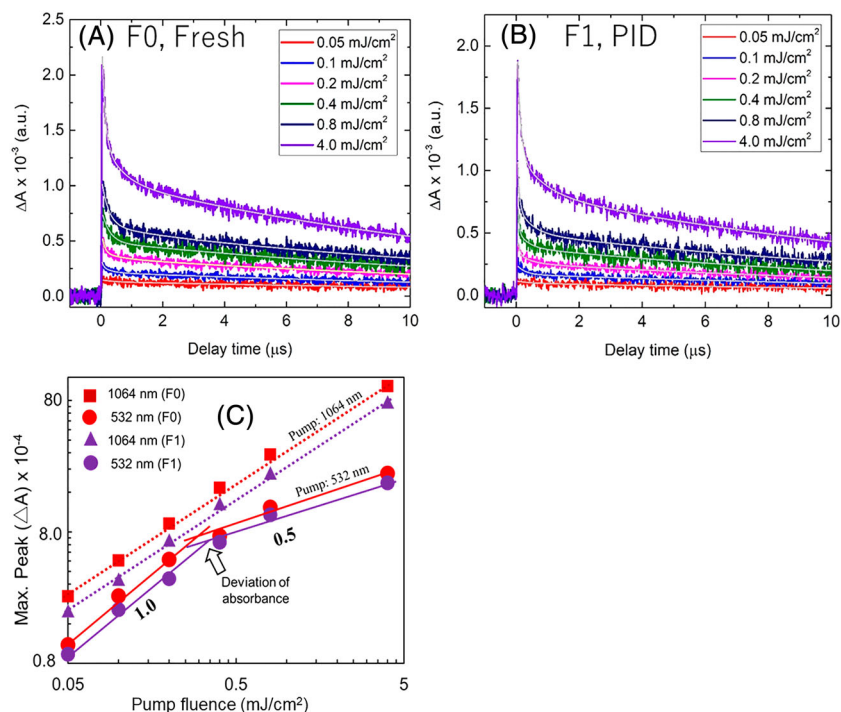 (A) F0, Fresh
0.05 mJ/cm²
0.1 mJ/cm²
0.2 mJ/cm²
0.4 mJ/cm²
0.8 mJ/cm²
4.0 mJ/cm²
2.5
2.0
1.5
1.0
0.5
0.0
ΔA x 10⁻³ (a.u.)
0 2 4 6 8 10
Delay time (μs)
(B) F1, PID
0.05 mJ/cm²
0.1 mJ/cm²
0.2 mJ/cm²
0.4 mJ/cm²
0.8 mJ/cm²
4.0 mJ/cm²
2.0
1.5
1.0
0.5
0.0
ΔA x 10⁻³ (a.u.)
0 2 4 6 8 10
Delay time (μs)
(C)
1064 nm (F0)
532 nm (F0)
1064 nm (F1)
532 nm (F1)
Pump: 1064 nm
Pump: 532 nm
0.5
1.0
Deviation of
absorbance
80
8.0
0.8
Max. Peak (△A) x 10⁻⁴
0.05 0.5 5
Pump fluence (mJ/cm²)